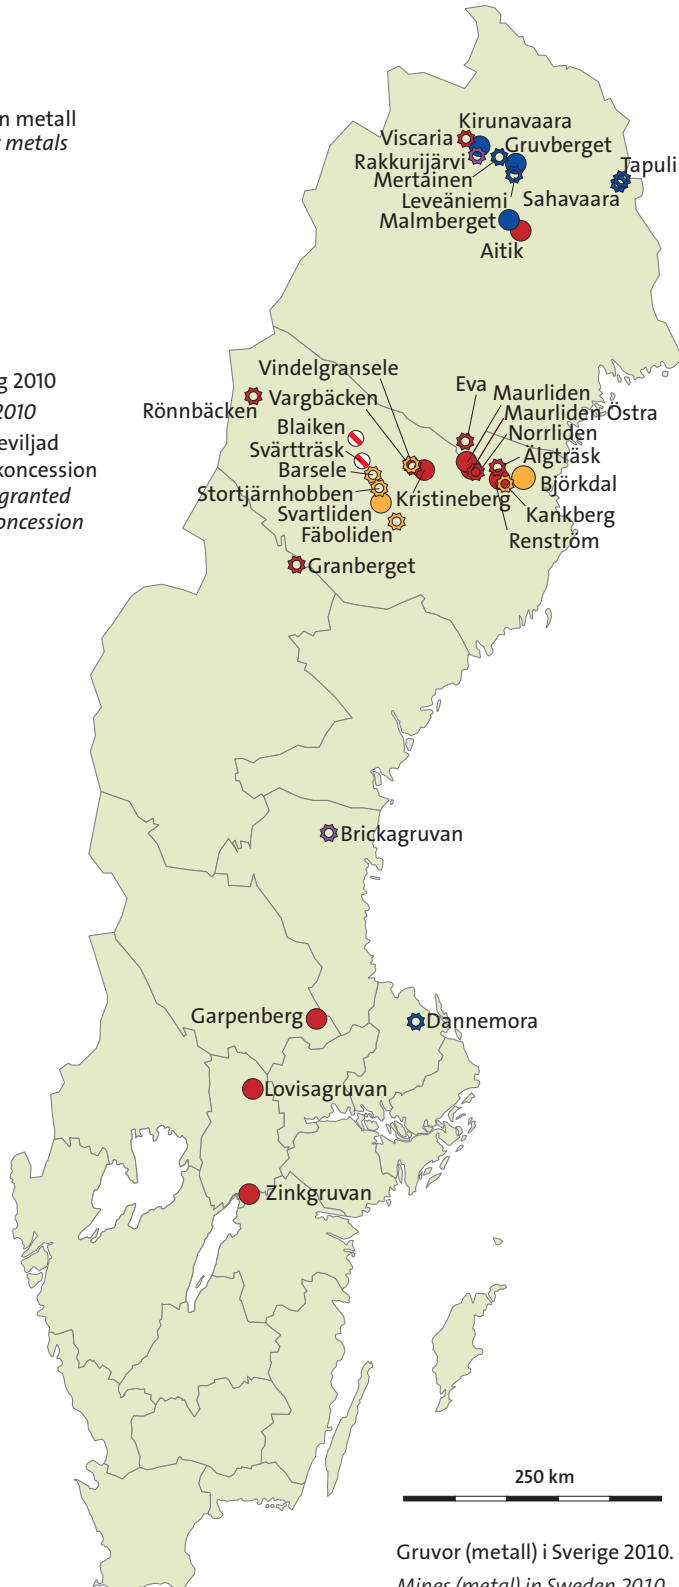 n metall
metals
Kirunavaara
Viscaria
Gruvberget
Rakkurijärvi
Tapuli
Mertainen
Leveäniemi
Sahavaara
Malmberget
Aitik
Vindelgransele
g 2010
Eva
Vargbäcken
Maurliden
2010
Rönnbäcken
Maurliden Östra
Blaiken
Norrliden
eviljad
Svärtträsk
Älgträsk
koncession
Barsele
Björkdal
granted
Stortjärnhobben
Kristineberg
oncession
Svartliden
Kankberg
Fäboliden
Renström
Granberget
Brickagruvan
Garpenberg
Dannemora
Lovisagruvan
Zinkgruvan
250 km
Gruvor (metall) i Sverige 2010.
Mines (metal) in Sweden 2010